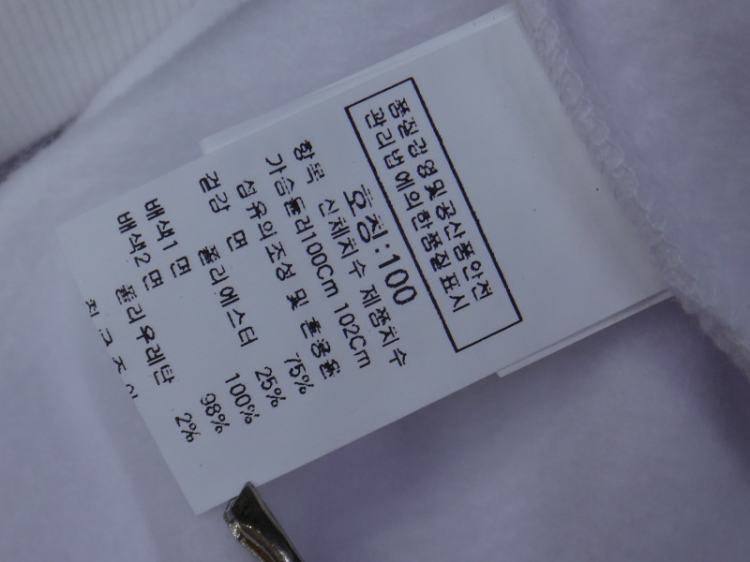 품질경영및공산품안전
관리법에의한품질표시
호칭:100
항목 신체치수 제품치수
가슴둘레100Cm 102Cm
섬유의조성 및 혼용율
겉감 면 75%
폴리에스터 25%
배색1 면 100%
배색2 면 98%
폴리우레탄 2%